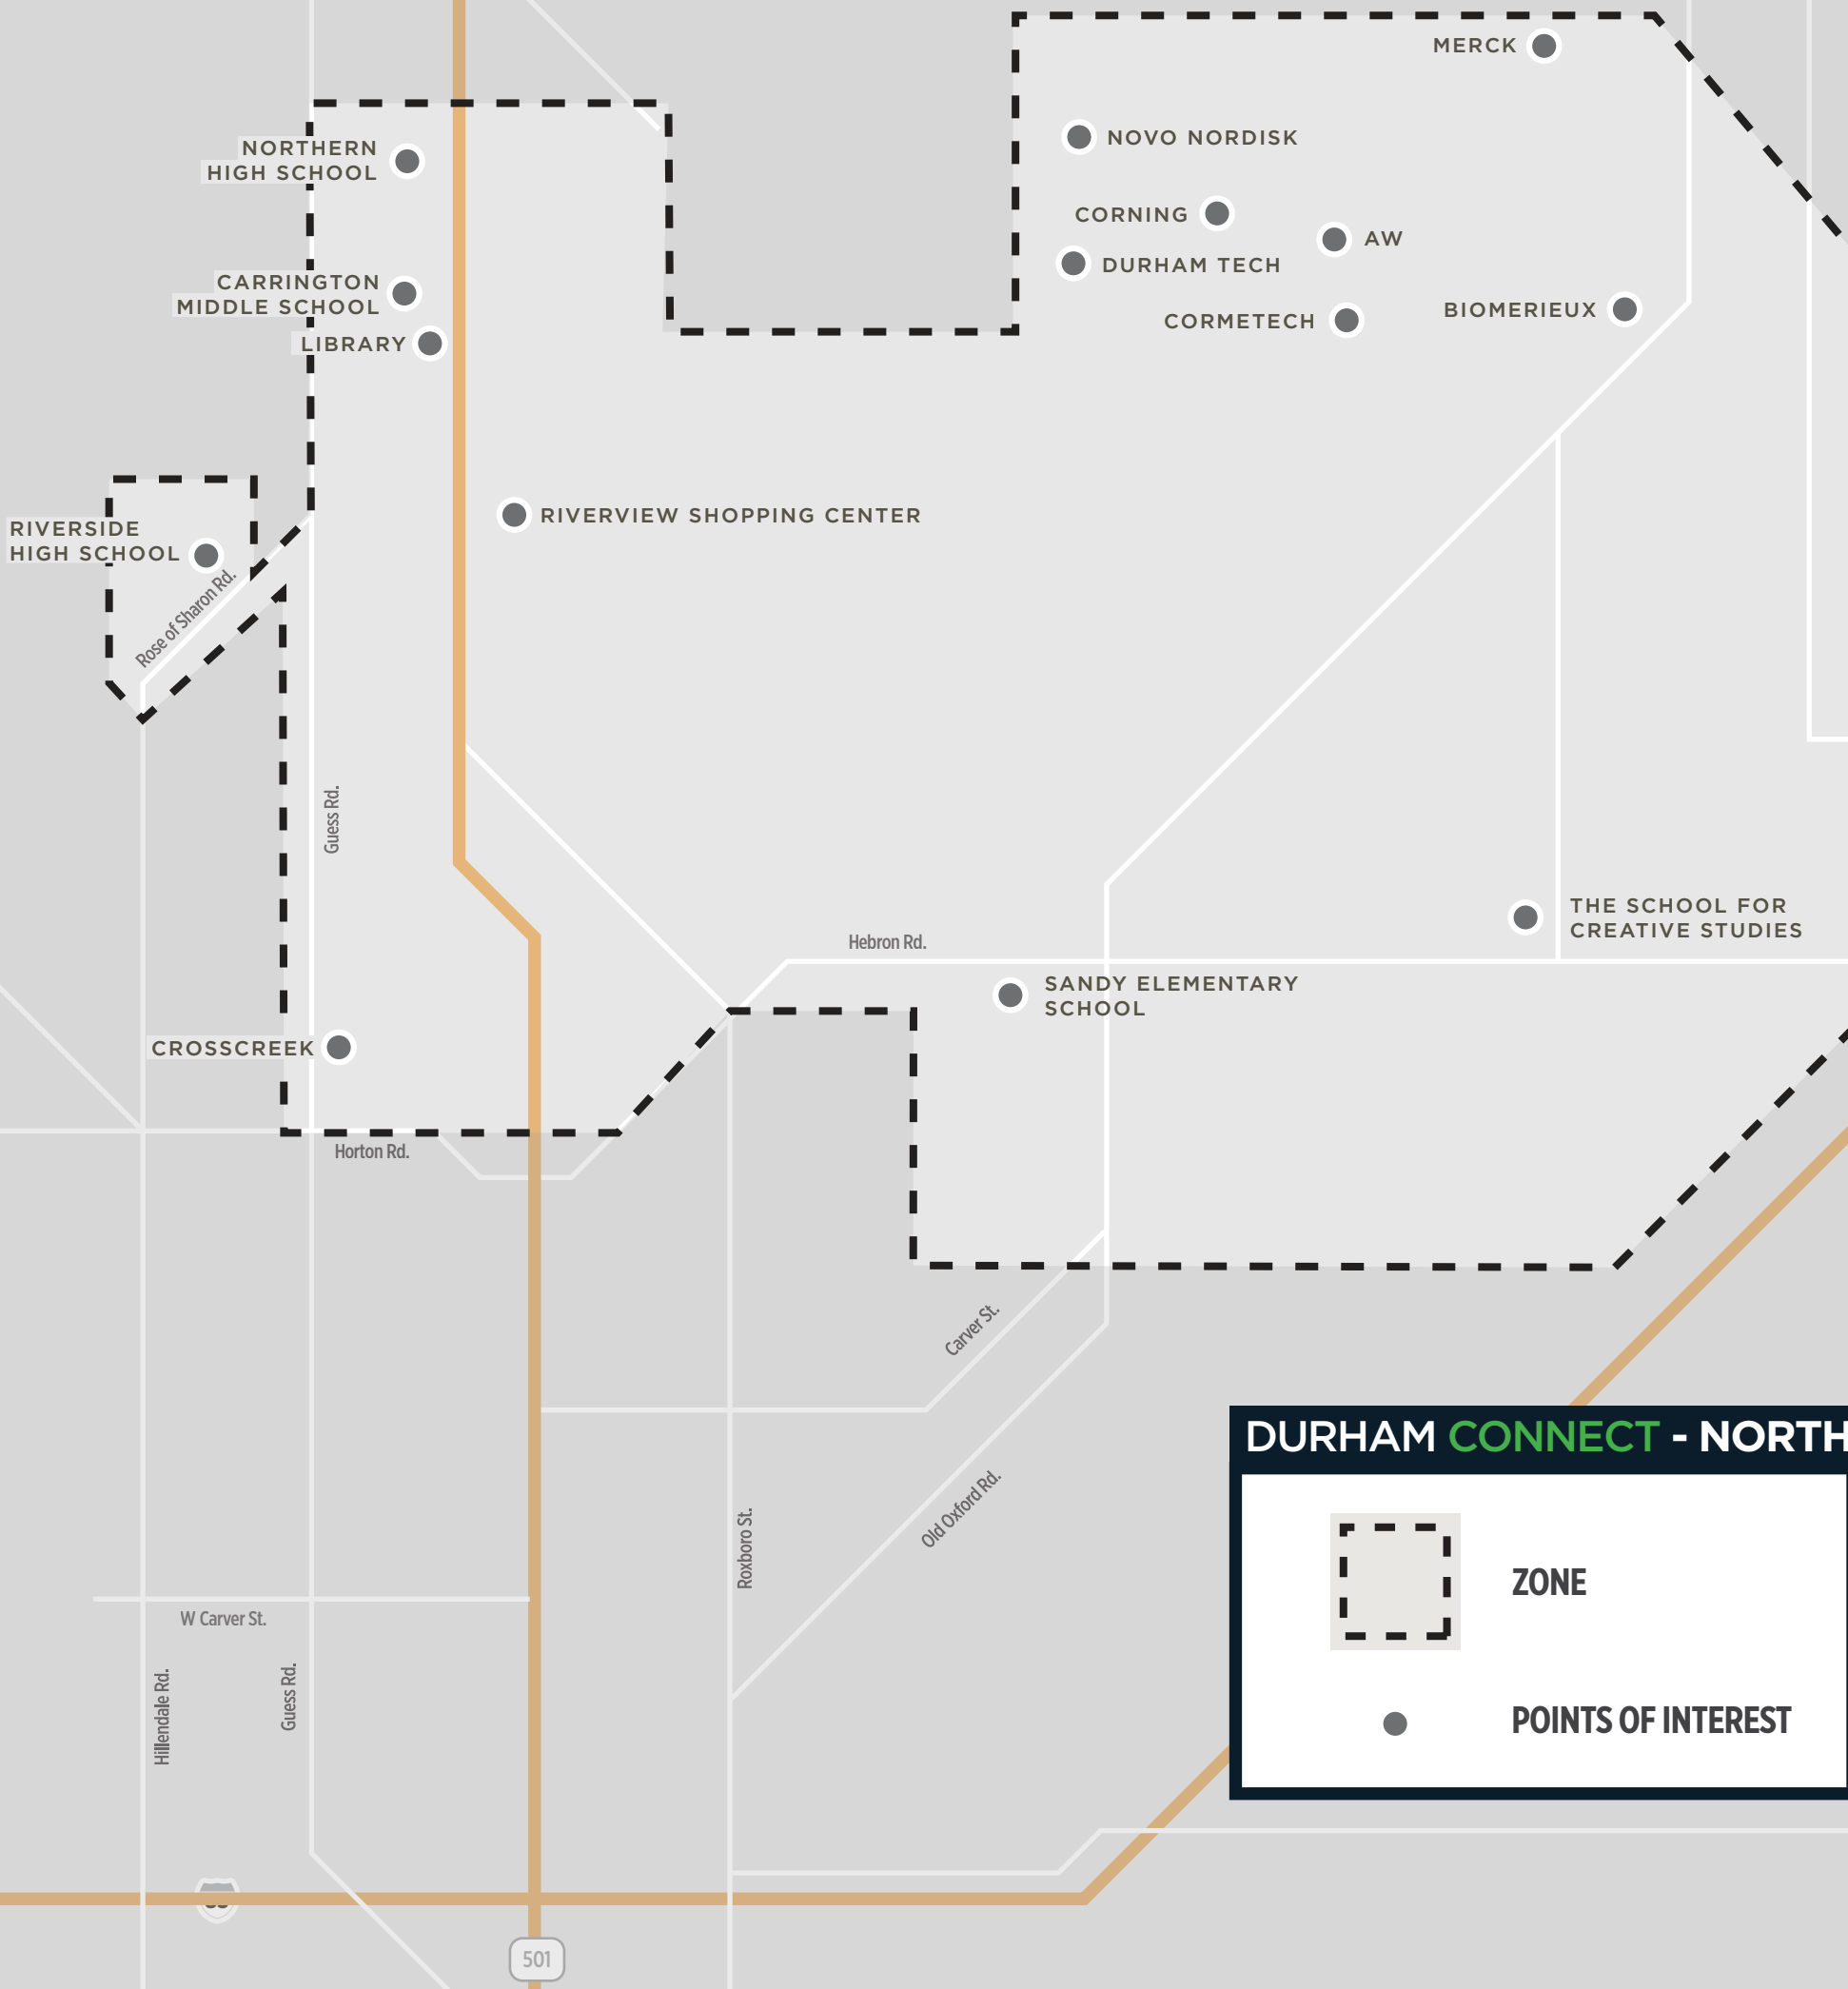 MERCK
NOVO NORDISK
NORTHERN
HIGH SCHOOL
CORNING
AW
DURHAM TECH
CARRINGTON
MIDDLE SCHOOL
BIOMERIEUX
CORMETECH
LIBRARY
RIVERVIEW SHOPPING CENTER
RIVERSIDE
HIGH SCHOOL
Rose of Sharon Rd.
Guess Rd.
THE SCHOOL FOR
CREATIVE STUDIES
Hebron Rd.
SANDY ELEMENTARY
SCHOOL
CROSSCREEK
Horton Rd.
Carver St.
DURHAM CONNECT - NORTH
Old Oxford Rd.
Roxboro St.
ZONE
W Carver St.
Hillendale Rd.
Guess Rd.
POINTS OF INTEREST
501